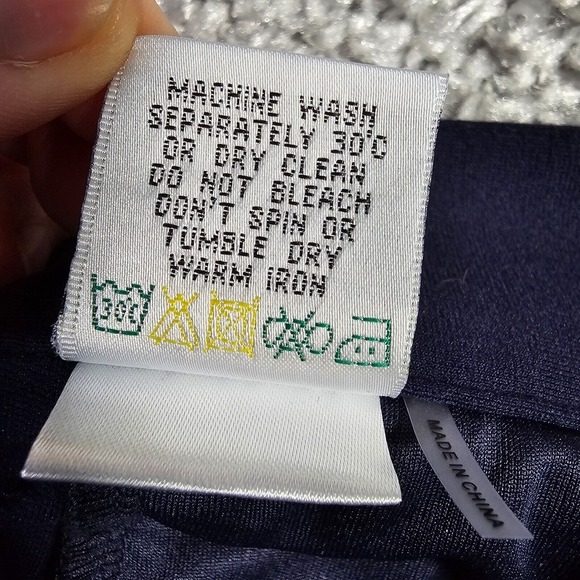 MACHINE WASH
SEPARATELY 30'C
OR DRY CLEAN
DO NOT BLEACH
DON'T SPIN OR
TUMBLE DRY
WARM IRON
30C
MADE IN CHINA